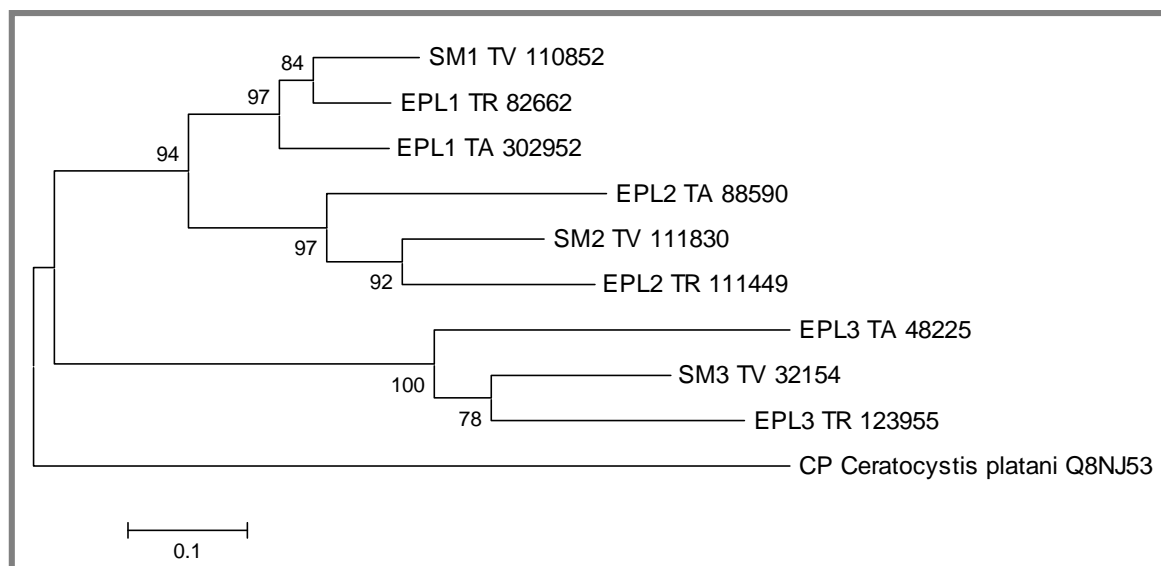 SM1 TV 110852
84
EPL1 TR 82662
97
EPL1 TA 302952
94
EPL2 TA 88590
SM2 TV 111830
97
EPL2 TR 111449
92
EPL3 TA 48225
SM3 TV 32154
100
EPL3 TR 123955
78
CP Ceratocystis platani Q8NJ53
0.1